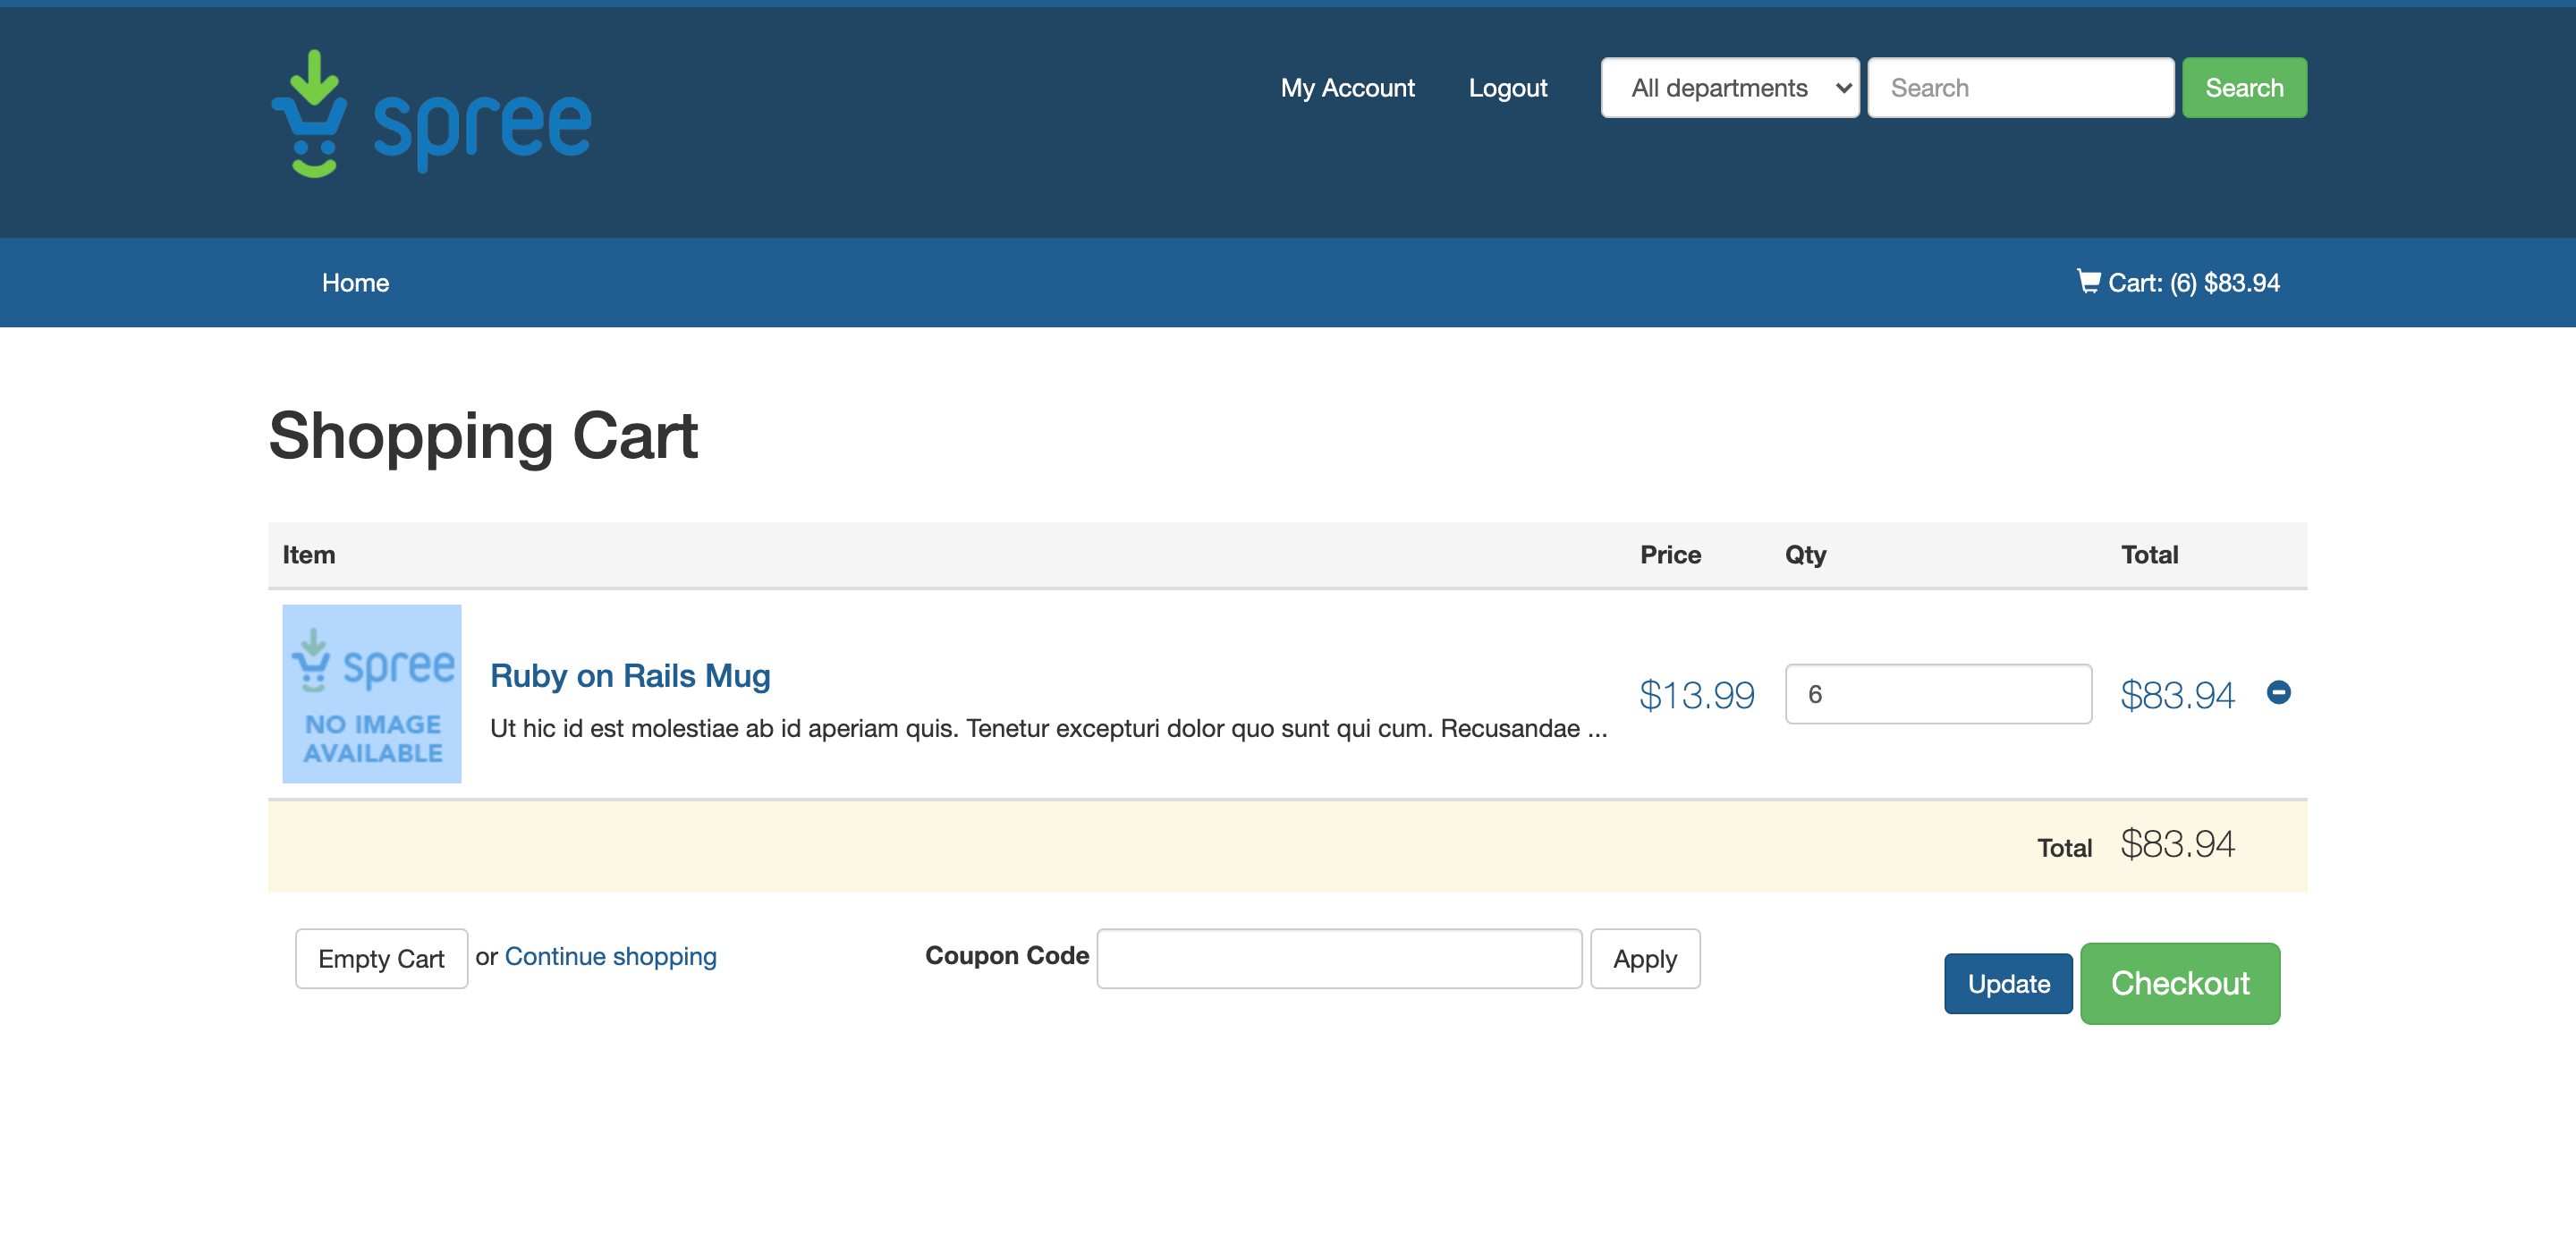 spree
My Account Logout All departments Search Search
Home Cart: (6) $83.94
Shopping Cart
Item Price Qty Total
spree
NO IMAGE
AVAILABLE
Ruby on Rails Mug
Ut hic id est molestiae ab id aperiam quis. Tenetur excepturi dolor quo sunt qui cum. Recusandae ...
$13.99 6 $83.94
Total $83.94
Empty Cart or Continue shopping Coupon Code Apply Update Checkout